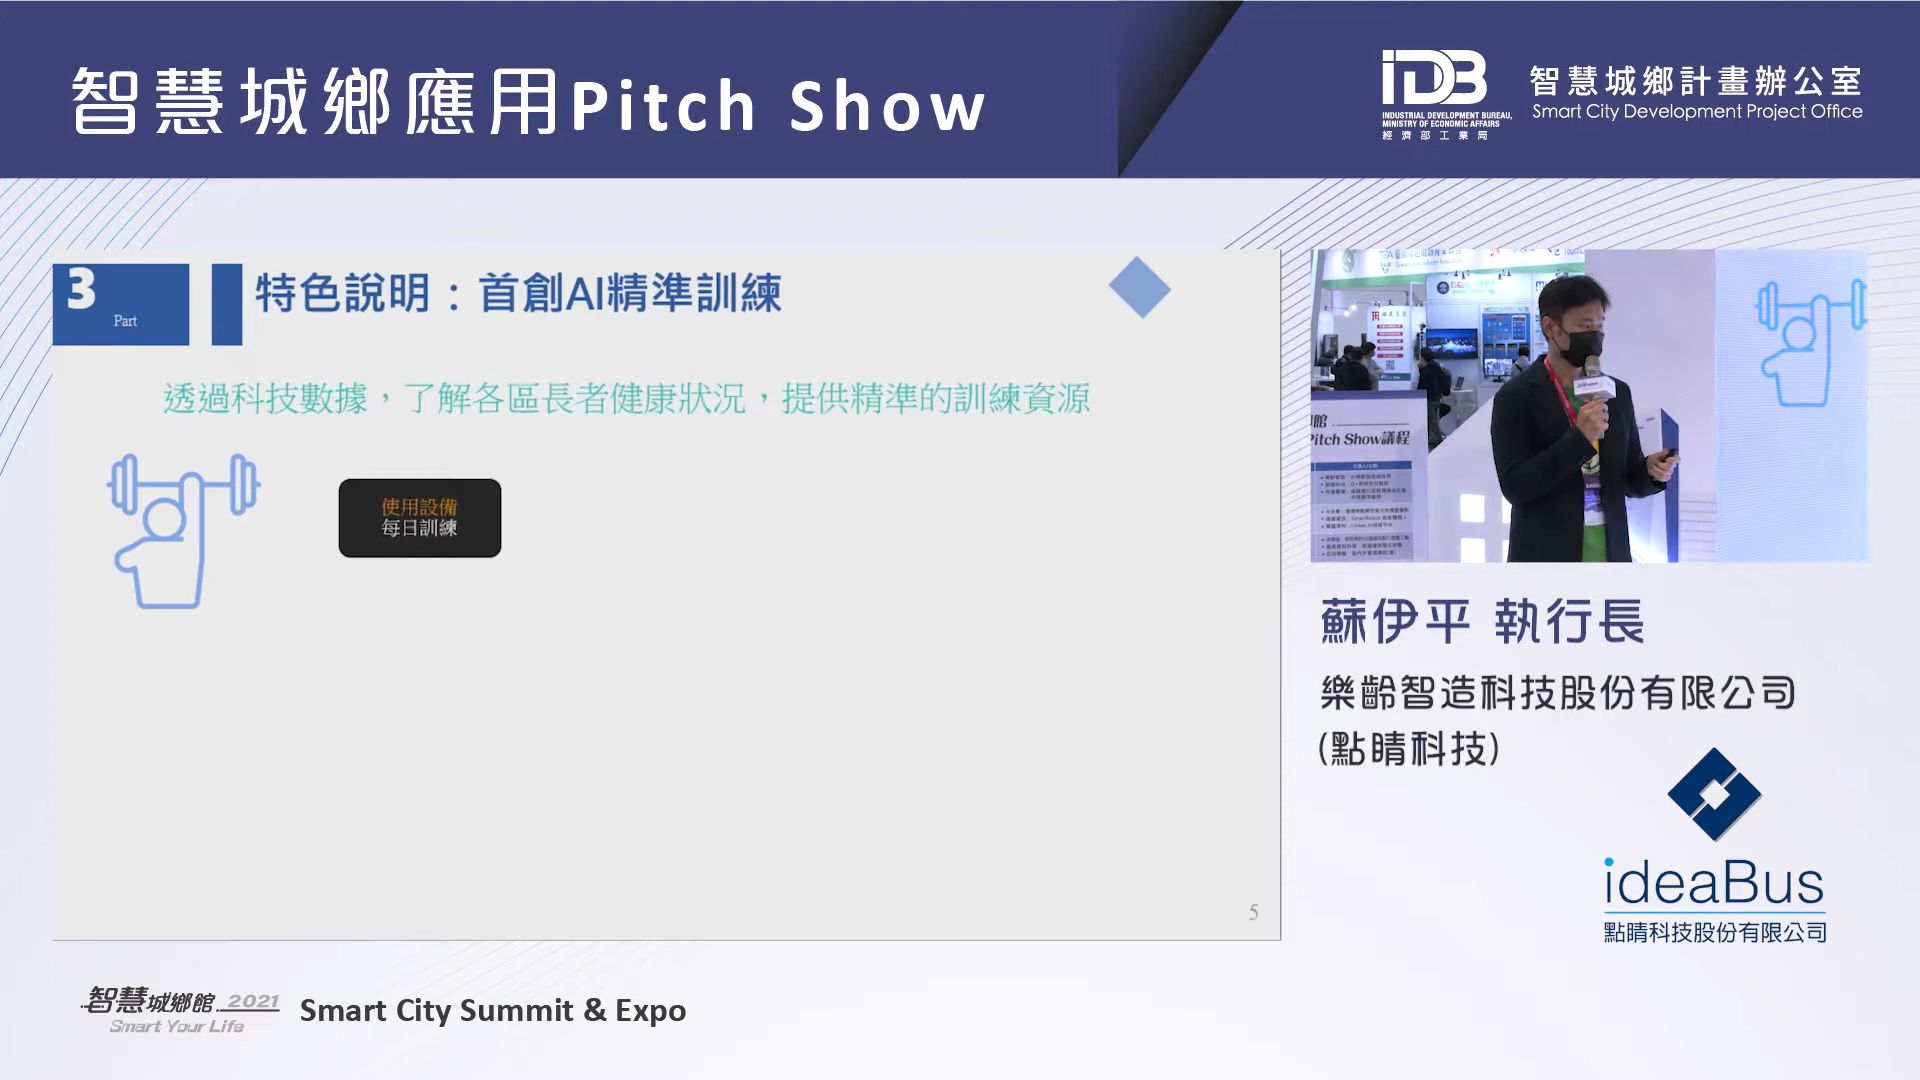 智慧城鄉應用Pitch Show
IDB
INDUSTRIAL DEVELOPMENT BUREAU,
MINISTRY OF ECONOMIC AFFAIRS
經濟部工業局
智慧城鄉計畫辦公室
Smart City Development Project Office
3
Part
特色說明：首創AI精準訓練
透過科技數據，了解各區長者健康狀況，提供精準的訓練資源
使用設備
每日訓練
5
館
Pitch Show議程
蘇伊平 執行長
樂齡智造科技股份有限公司
(點睛科技)
ideaBus
點睛科技股份有限公司
智慧城鄉館 2021
Smart Your Life
Smart City Summit & Expo